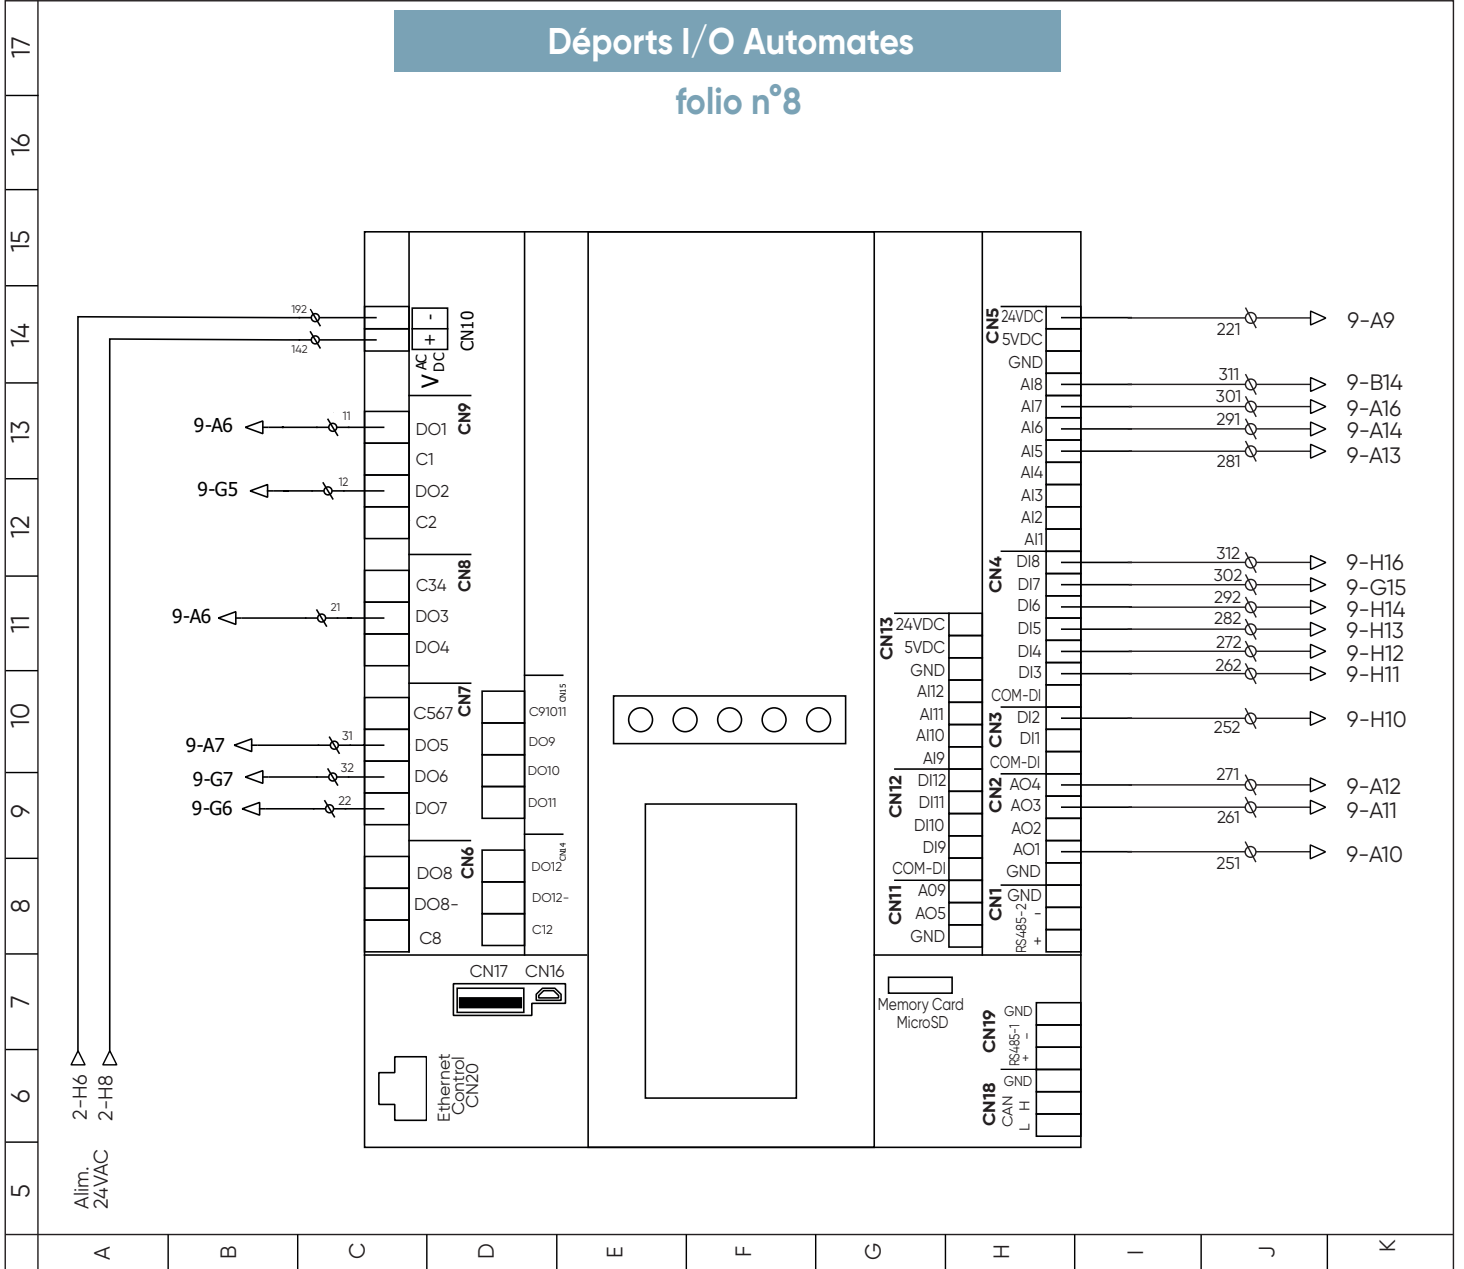 Déports I/O Automates
folio n°8
17
16
15
14
13
12
11
10
9
8
7
6
5
A
B
C
D
E
F
G
H
I
J
K
192
142
- +
CN10
V AC DC
9-A6
11
DO1
CN9
C1
9-G5
12
DO2
C2
C34
CN8
9-A6
21
DO3
DO4
C567
CN7
9-A7
31
DO5
9-G7
32
DO6
9-G6
22
DO7
DO8
CN6
DO8-
C8
CN15
C91011
DO9
DO10
DO11
CN14
DO12
DO12-
C12
CN17
CN16
Ethernet
Control
CN20
2-H6
2-H8
Alim.
24VAC
CN13
24VDC
5VDC
GND
AI12
AI11
AI10
AI9
CN12
DI12
DI11
DI10
DI9
COM-DI
CN11
A09
AO5
GND
Memory Card
MicroSD
CN5
24VDC
221
9-A9
5VDC
GND
AI8
311
9-B14
AI7
301
9-A16
AI6
291
9-A14
AI5
281
9-A13
AI4
AI3
AI2
AI1
CN4
DI8
312
9-H16
DI7
302
9-G15
DI6
292
9-H14
DI5
282
9-H13
DI4
272
9-H12
DI3
262
9-H11
COM-DI
CN3
DI2
252
9-H10
DI1
COM-DI
CN2
AO4
271
9-A12
AO3
261
9-A11
AO2
AO1
251
9-A10
GND
CN1
GND
RS485-2
-
+
CN19
GND
RS485-1
-
+
CN18
GND
CAN
H
L